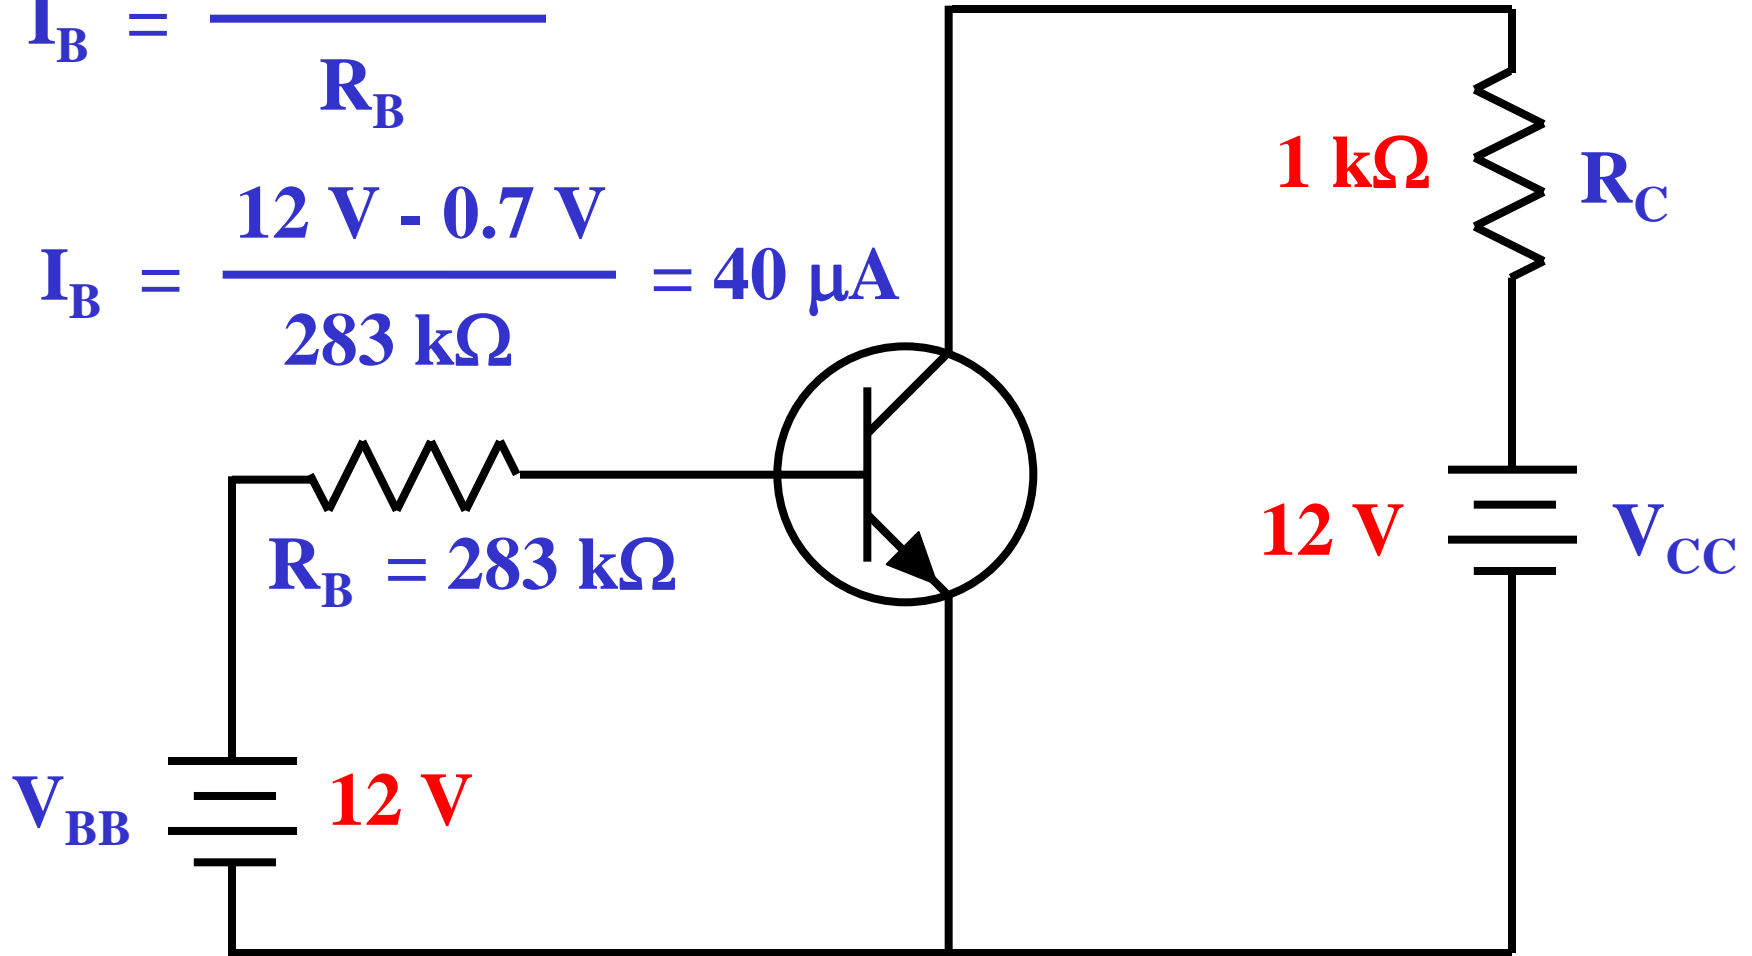 I_B =
R_B
1 kΩ
R_C
12 V - 0.7 V
I_B = = 40 μA
283 kΩ
12 V
V_CC
R_B = 283 kΩ
V_BB
12 V